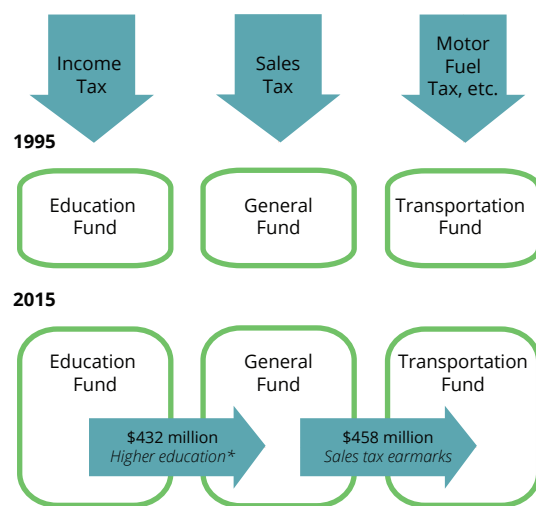 Income
Tax
Sales
Tax
Motor
Fuel
Tax, etc.
1995
Education
Fund
General
Fund
Transportation
Fund
2015
Education
Fund
General
Fund
Transportation
Fund
$432 million
Higher education*
$458 million
Sales tax earmarks